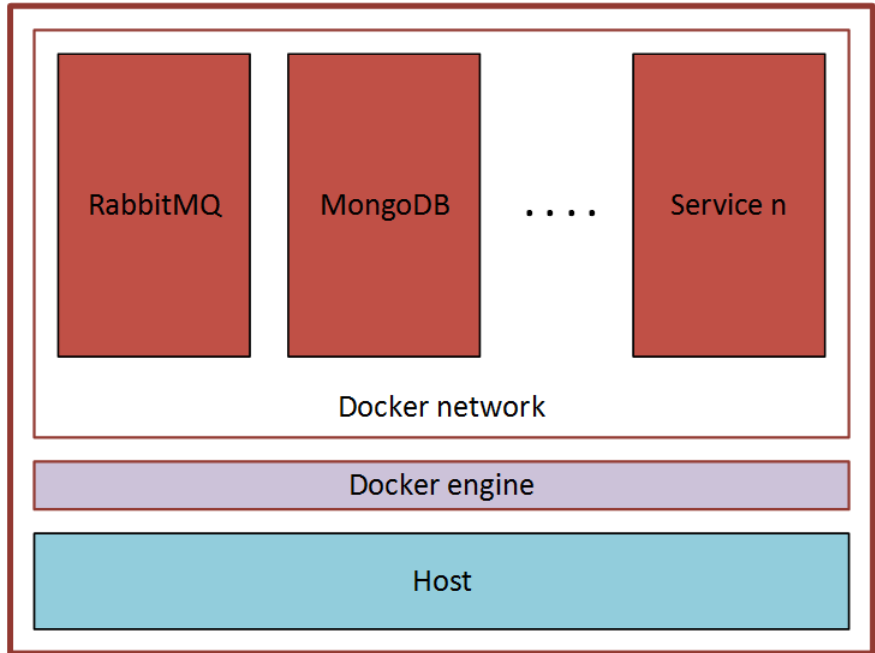 RabbitMQ
MongoDB
. . . .
Service n
Docker network
Docker engine
Host